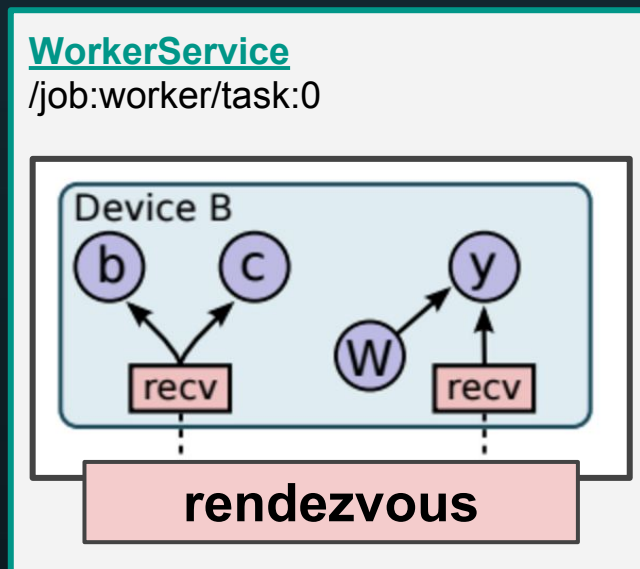 WorkerService
/job:worker/task:0
Device B
b
c
y
W
recv
recv
rendezvous